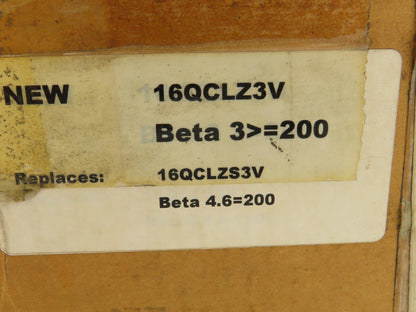 NEW 16QCLZ3V
Beta 3>=200
Replaces: 16QCLZS3V
Beta 4.6=200